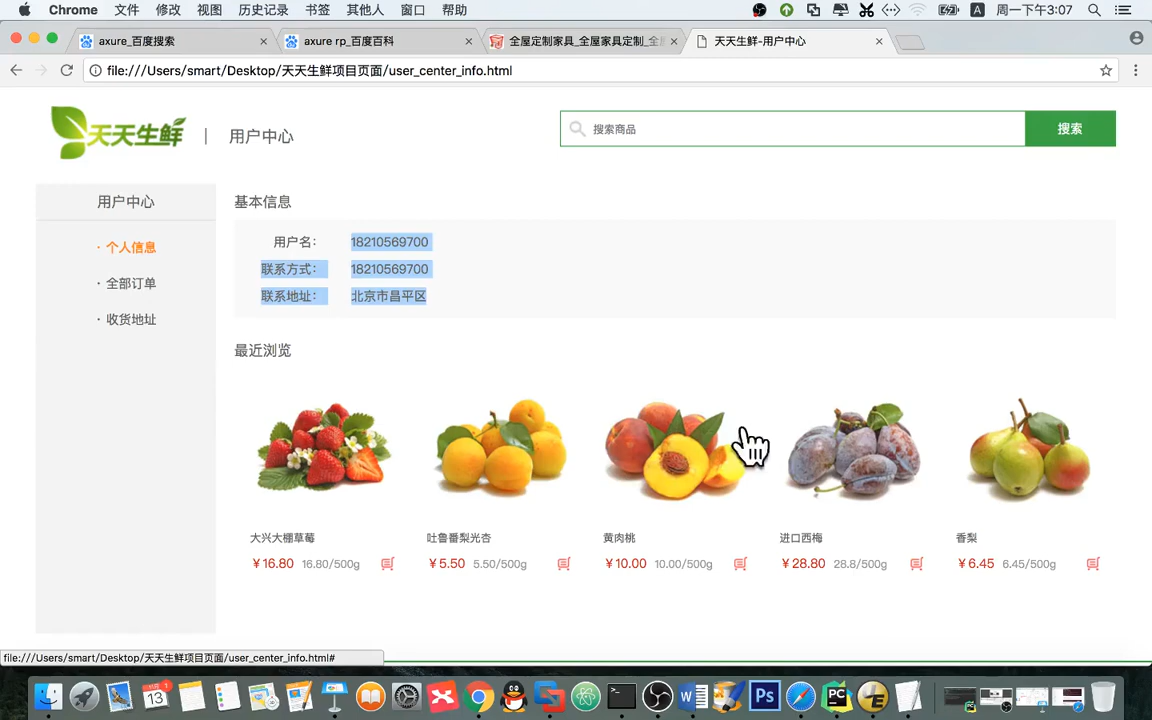 Chrome 文件 修改 视图 历史记录 书签 其他人 窗口 帮助 A 周一下午3:07
axure_百度搜索 axure rp_百度百科 全屋定制家具_全屋家具定制_全 天天生鲜-用户中心
file:///Users/smart/Desktop/天天生鲜项目页面/user_center_info.html
天天生鲜 | 用户中心
搜索商品 搜索
用户中心
· 个人信息
· 全部订单
· 收货地址
基本信息
用户名： 18210569700
联系方式： 18210569700
联系地址： 北京市昌平区
最近浏览
大兴大棚草莓 吐鲁番梨光杏 黄肉桃 进口西梅 香梨
￥16.80 16.80/500g ￥5.50 5.50/500g ￥10.00 10.00/500g ￥28.80 28.8/500g ￥6.45 6.45/500g
file:///Users/smart/Desktop/天天生鲜项目页面/user_center_info.html#
13 1 W Ps PC